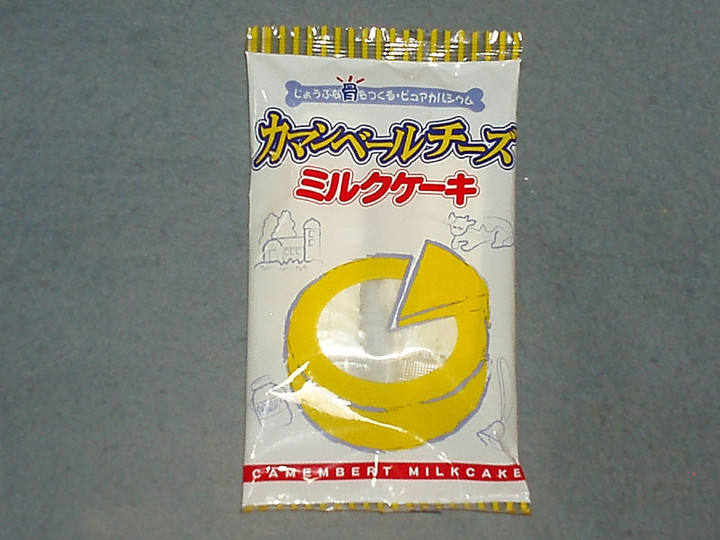 じょうぶな骨をつくる・ピュアカルシウム
カマンベールチーズ
ミルクケーキ
CAMEMBERT MILKCAKE